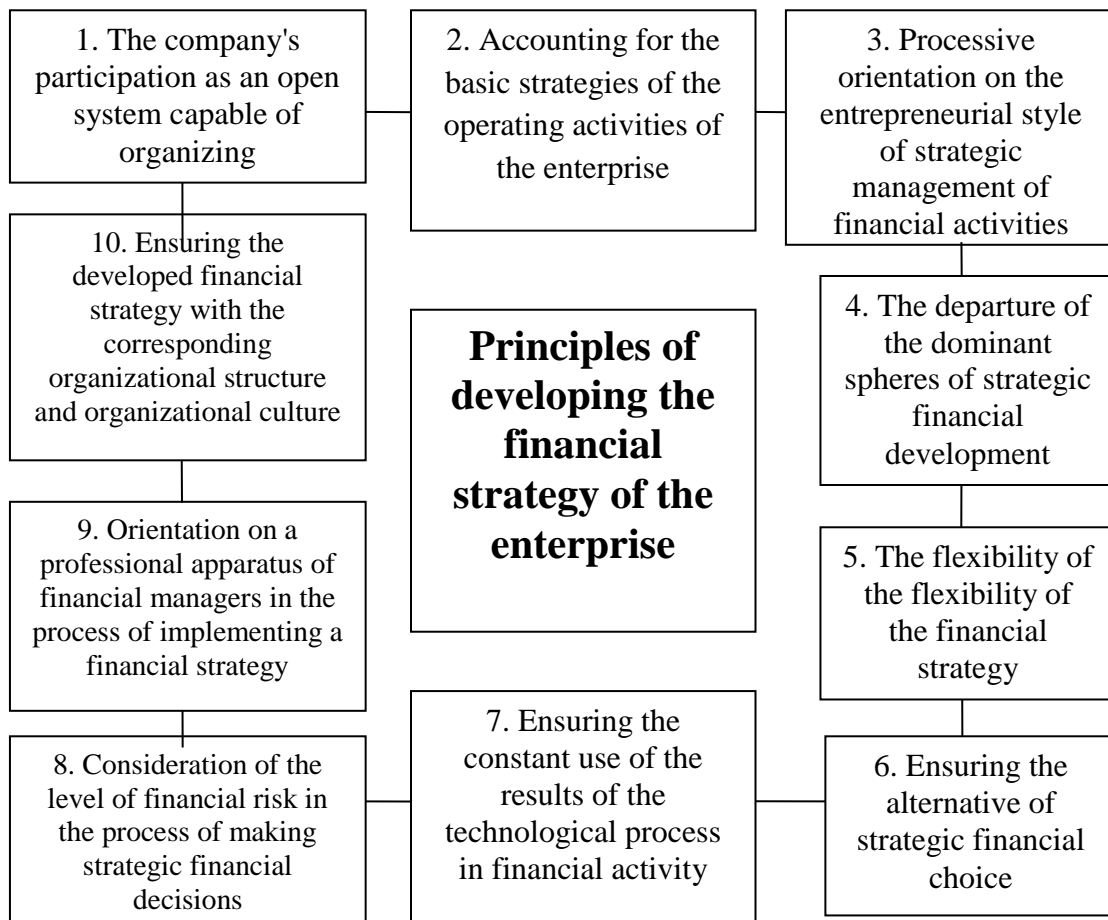 1. The company's
participation as an open
system capable of
organizing
2. Accounting for the
basic strategies of the
operating activities of
the enterprise
3. Processive
orientation on the
entrepreneurial style
of strategic
management of
financial activities
10. Ensuring the
developed financial
strategy with the
corresponding
organizational structure
and organizational culture
Principles of
developing the
financial
strategy of the
enterprise
4. The departure of
the dominant
spheres of strategic
financial
development
9. Orientation on a
professional apparatus of
financial managers in the
process of implementing a
financial strategy
5. The flexibility of
the flexibility of
the financial
strategy
8. Consideration of the
level of financial risk in
the process of making
strategic financial
decisions
7. Ensuring the
constant use of the
results of the
technological process
in financial activity
6. Ensuring the
alternative of
strategic financial
choice